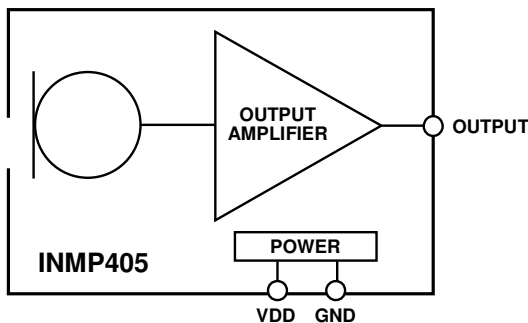 OUTPUT
AMPLIFIER
OUTPUT
POWER
INMP405
VDD GND